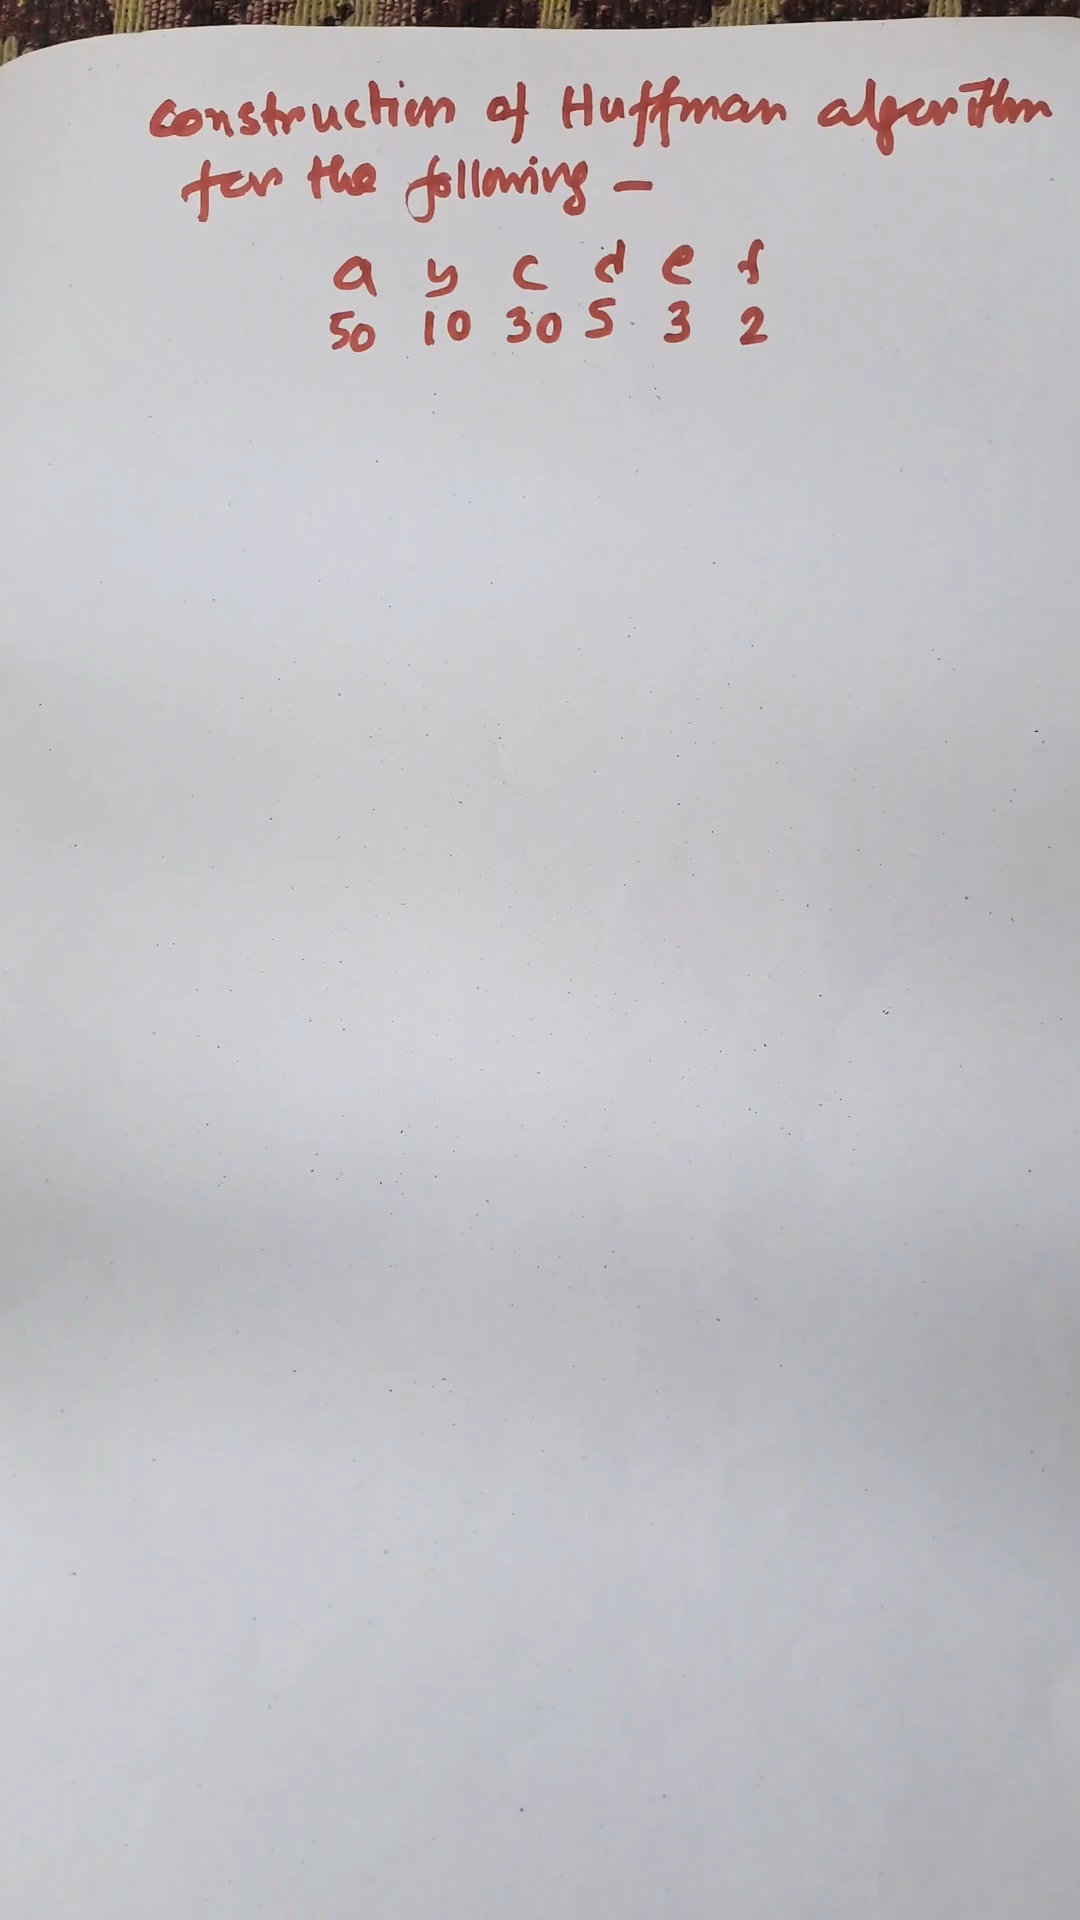 construction of Huffman algorithm
for the following -
a y c d e f
50 10 30 5 3 2